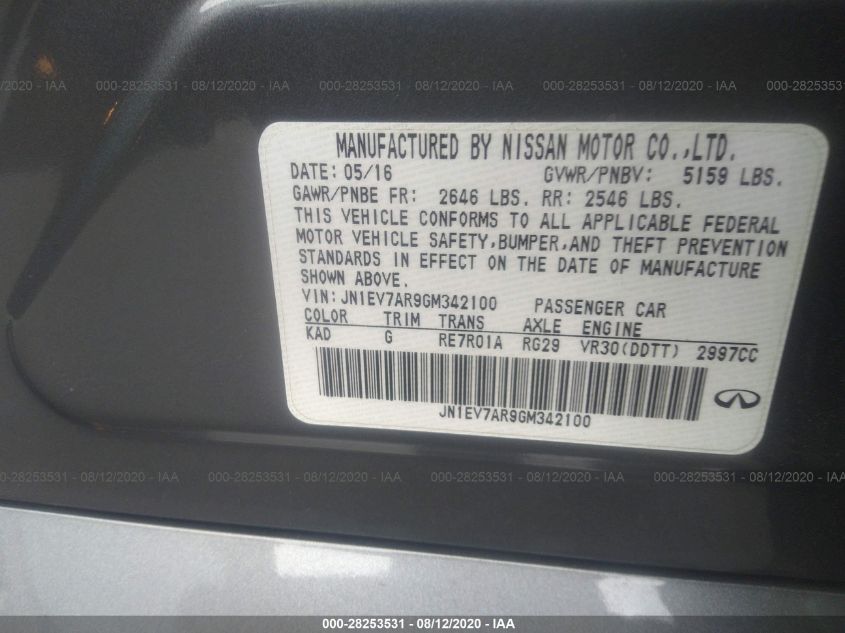 000-28253531 - 08/12/2020 - IAA
MANUFACTURED BY NISSAN MOTOR CO.,LTD.
DATE: 05/16 GVWR/PNBV: 5159 LBS.
GAWR/PNBE FR: 2646 LBS. RR: 2546 LBS.
THIS VEHICLE CONFORMS TO ALL APPLICABLE FEDERAL
MOTOR VEHICLE SAFETY,BUMPER,AND THEFT PREVENTION
STANDARDS IN EFFECT ON THE DATE OF MANUFACTURE
SHOWN ABOVE.
VIN:JN1EV7AR9GM342100 PASSENGER CAR
COLOR TRIM TRANS AXLE ENGINE
KAD G RE7R01A RG29 VR30(DDTT) 2997CC
JN1EV7AR9GM342100
000-28253531 - 08/12/2020 - IAA
000-28253531 - 08/12/2020 - IAA